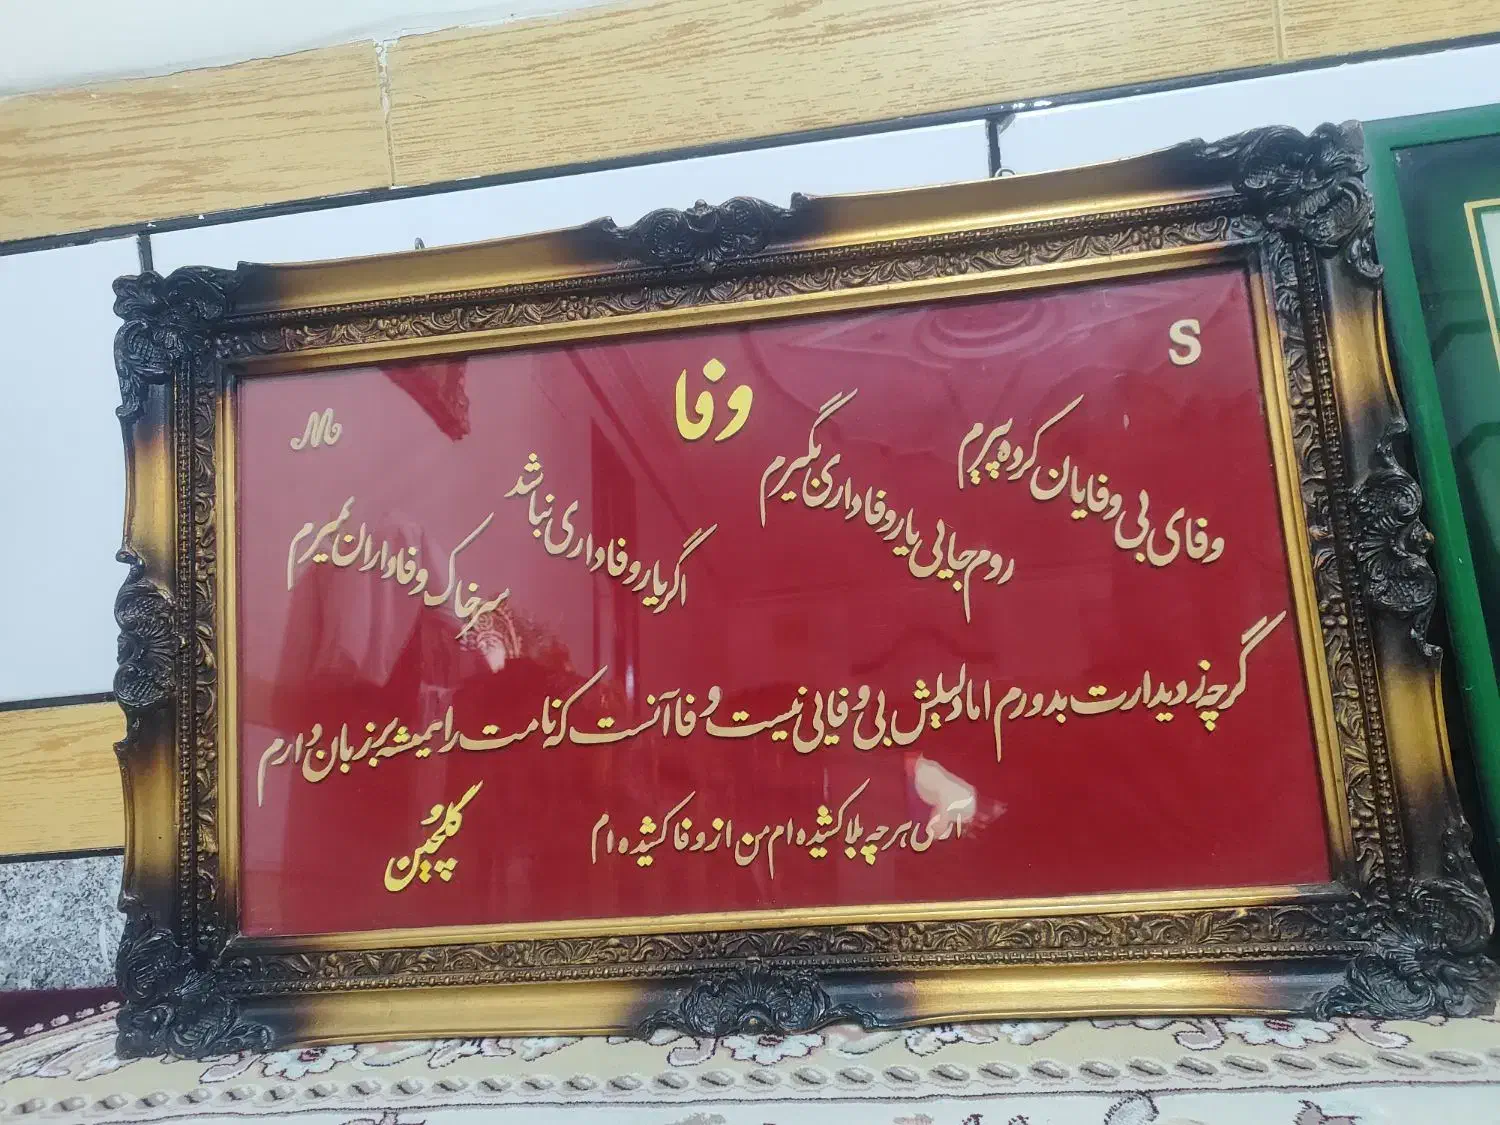 S
وفا
M
وفای بی وفایان کرده پیرم
روم جایی یار وفاداری بگیرم
اگر یار وفاداری نباشد
سر خاک وفاداران بمیرم
گرچه ز دیدارت بدورم اما دلیلش بی وفایی نیست وفا آنست که نامت را همیشه بر زبان دارم
آری هرچه بلا کشیده ام من از وفا کشیده ام
گلچین